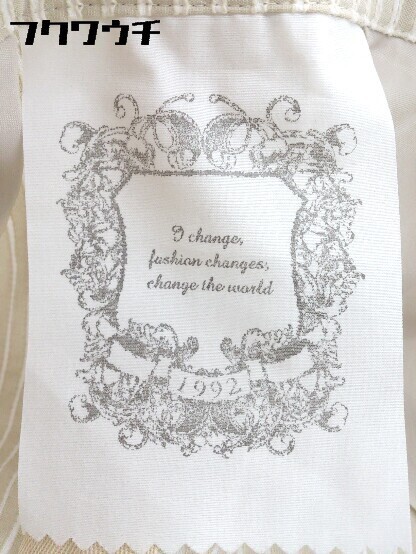 フクワウチ
I change,
fashion changes,
change the world
1992